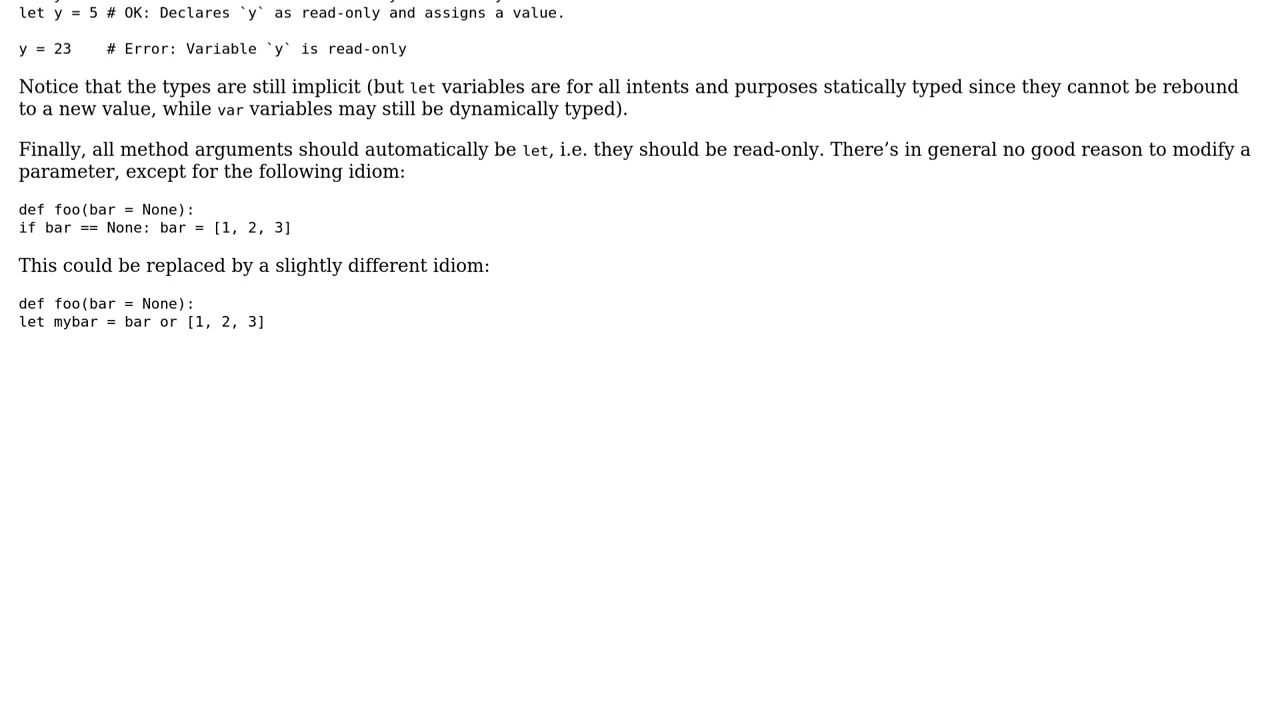 let y = 5 # OK: Declares `y` as read-only and assigns a value.
y = 23    # Error: Variable `y` is read-only
Notice that the types are still implicit (but let variables are for all intents and purposes statically typed since they cannot be rebound
to a new value, while var variables may still be dynamically typed).
Finally, all method arguments should automatically be let, i.e. they should be read-only. There’s in general no good reason to modify a
parameter, except for the following idiom:
def foo(bar = None):
if bar == None: bar = [1, 2, 3]
This could be replaced by a slightly different idiom:
def foo(bar = None):
let mybar = bar or [1, 2, 3]